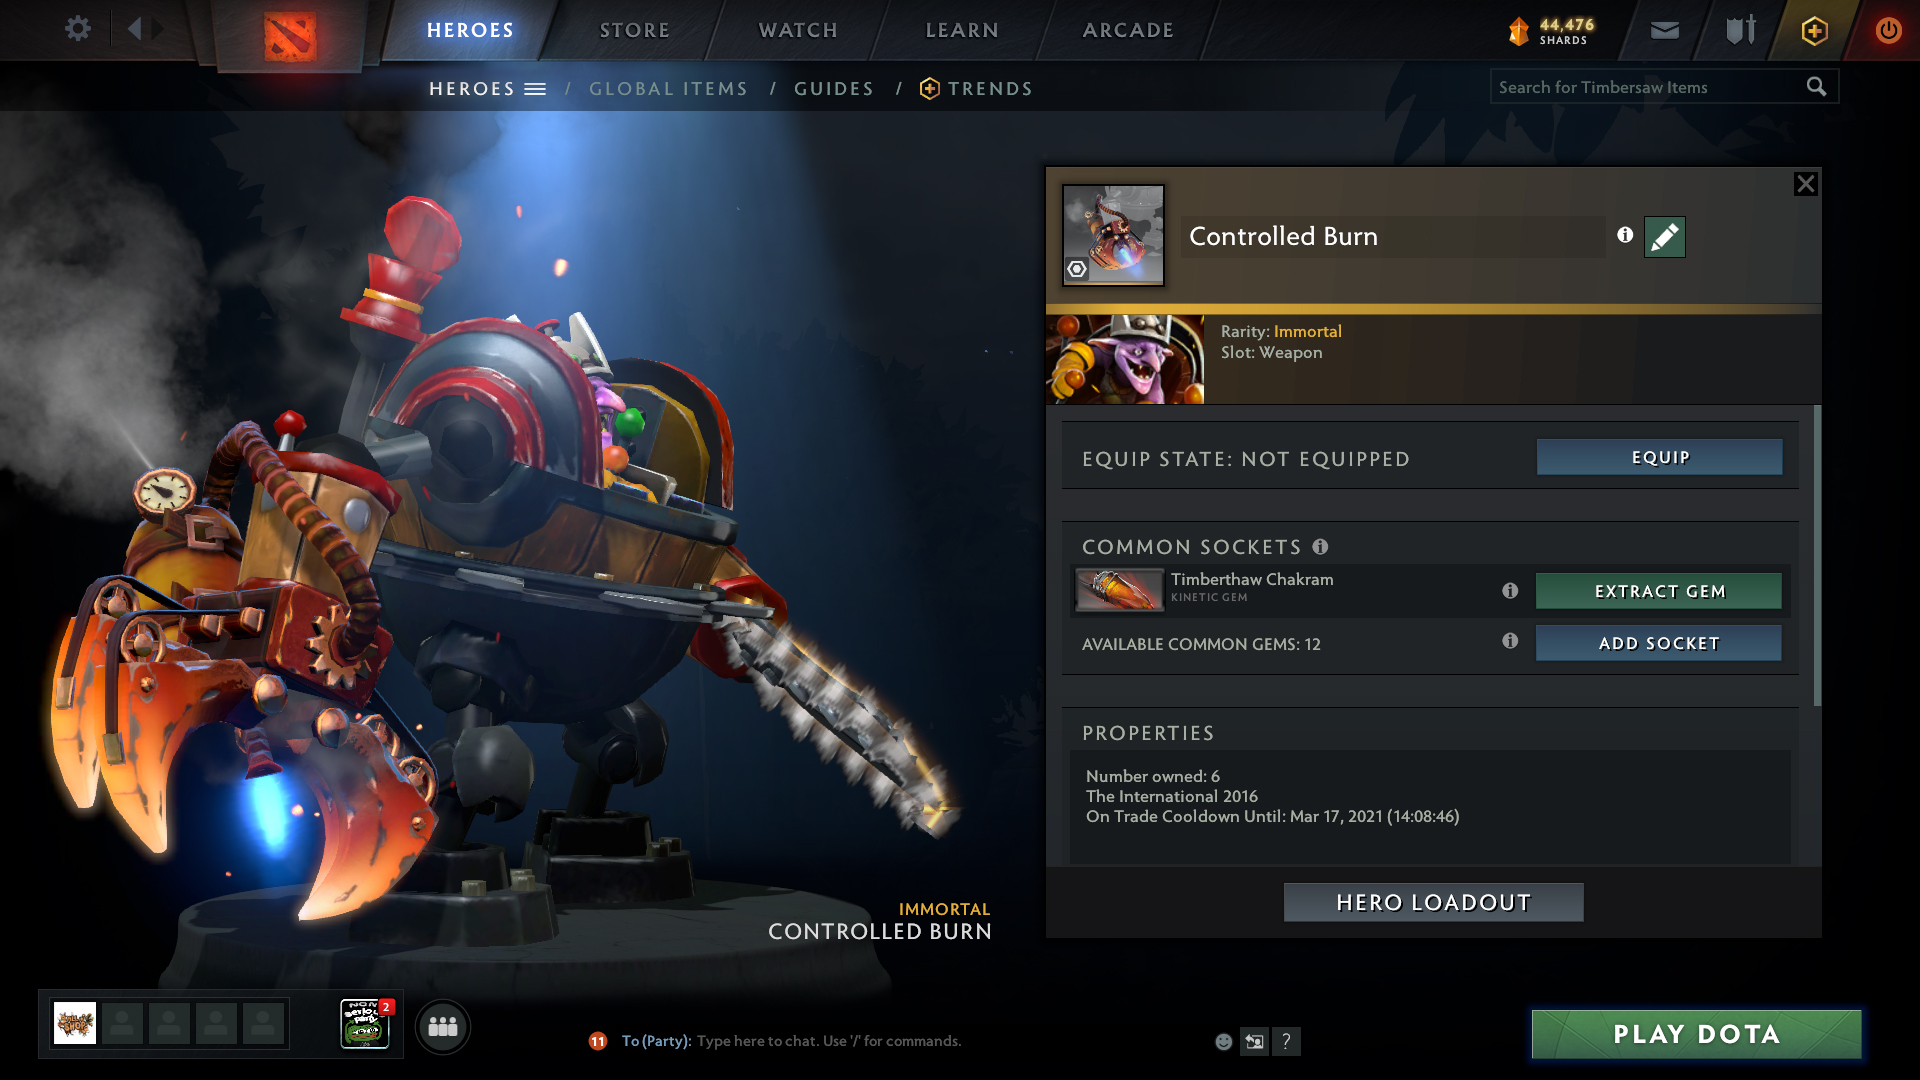 HEROES
STORE
WATCH
LEARN
ARCADE
44,476
SHARDS
HEROES / GLOBAL ITEMS / GUIDES / TRENDS
Search for Timbersaw Items
Controlled Burn
Rarity: Immortal
Slot: Weapon
EQUIP STATE: NOT EQUIPPED
EQUIP
COMMON SOCKETS
Timberthaw Chakram
KINETIC GEM
EXTRACT GEM
AVAILABLE COMMON GEMS: 12
ADD SOCKET
PROPERTIES
Number owned: 6
The International 2016
On Trade Cooldown Until: Mar 17, 2021 (14:08:46)
HERO LOADOUT
IMMORTAL
CONTROLLED BURN
2
11
To (Party): Type here to chat. Use '/' for commands.
?
PLAY DOTA